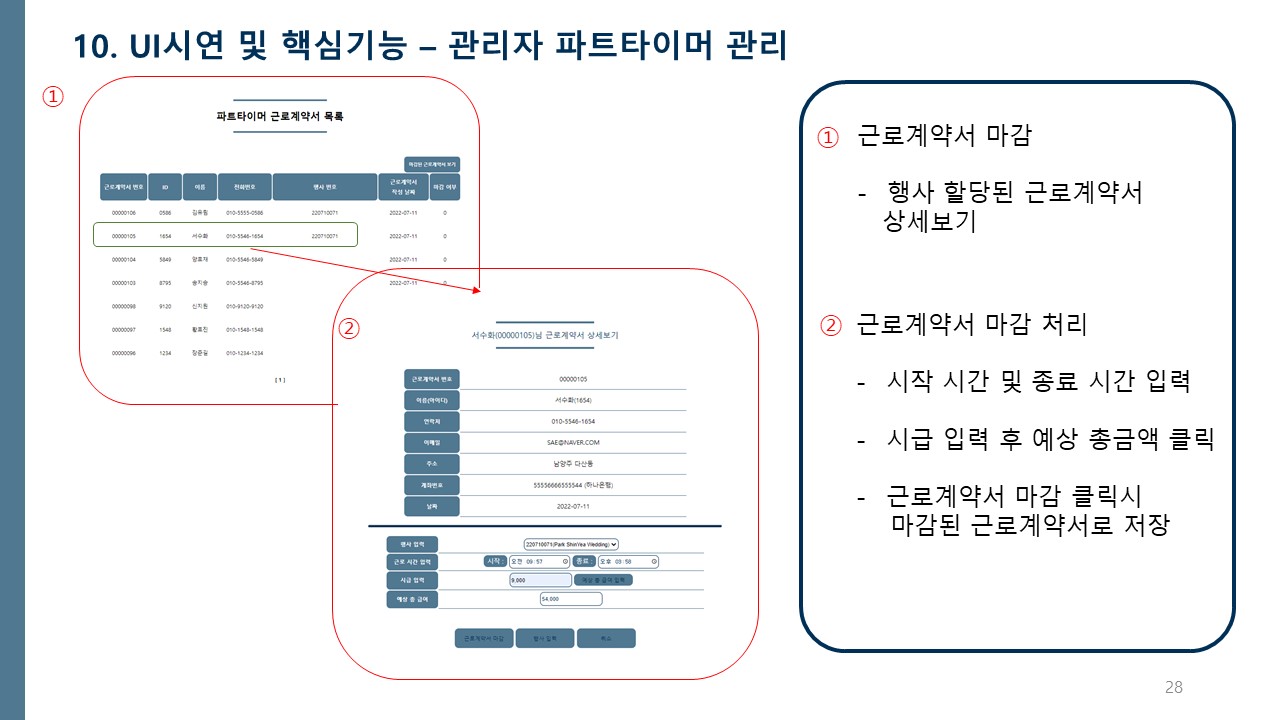 10. UI시연 및 핵심기능 – 관리자 파트타이머 관리
①
파트타이머 근로계약서 목록
마감된 근로계약서 보기
근로계약서 번호 ID 이름 전화번호 행사 번호 근로계약서 작성 날짜 마감 여부
00000106 0586 김유림 010-5555-0586 220710071 2022-07-11 0
00000105 1654 서수화 010-5546-1654 220710071 2022-07-11 0
00000104 5849 양효재 010-5546-5849 2022-07-11 0
00000103 8795 송지승 010-5546-8795 2022-07-11 0
00000098 9120 신지원 010-9120-9120
00000097 1548 황효진 010-1548-1548
00000096 1234 장준길 010-1234-1234
[ 1 ]
②
서수화(00000105)님 근로계약서 상세보기
근로계약서 번호 00000105
이름(아이디) 서수화(1654)
연락처 010-5546-1654
이메일 SAE@NAVER.COM
주소 남양주 다산동
계좌번호 55556666555544 (하나은행)
날짜 2022-07-11
행사 입력 220710071(Park ShinYea Wedding)
근로 시간 입력 시작 : 오전 09:57 종료 : 오후 03:58
시급 입력 9,000 예상 총 급여 입력
예상 총 급여 54,000
근로계약서 마감 행사 입력 취소
① 근로계약서 마감
- 행사 할당된 근로계약서
상세보기
② 근로계약서 마감 처리
- 시작 시간 및 종료 시간 입력
- 시급 입력 후 예상 총금액 클릭
- 근로계약서 마감 클릭시
마감된 근로계약서로 저장
28